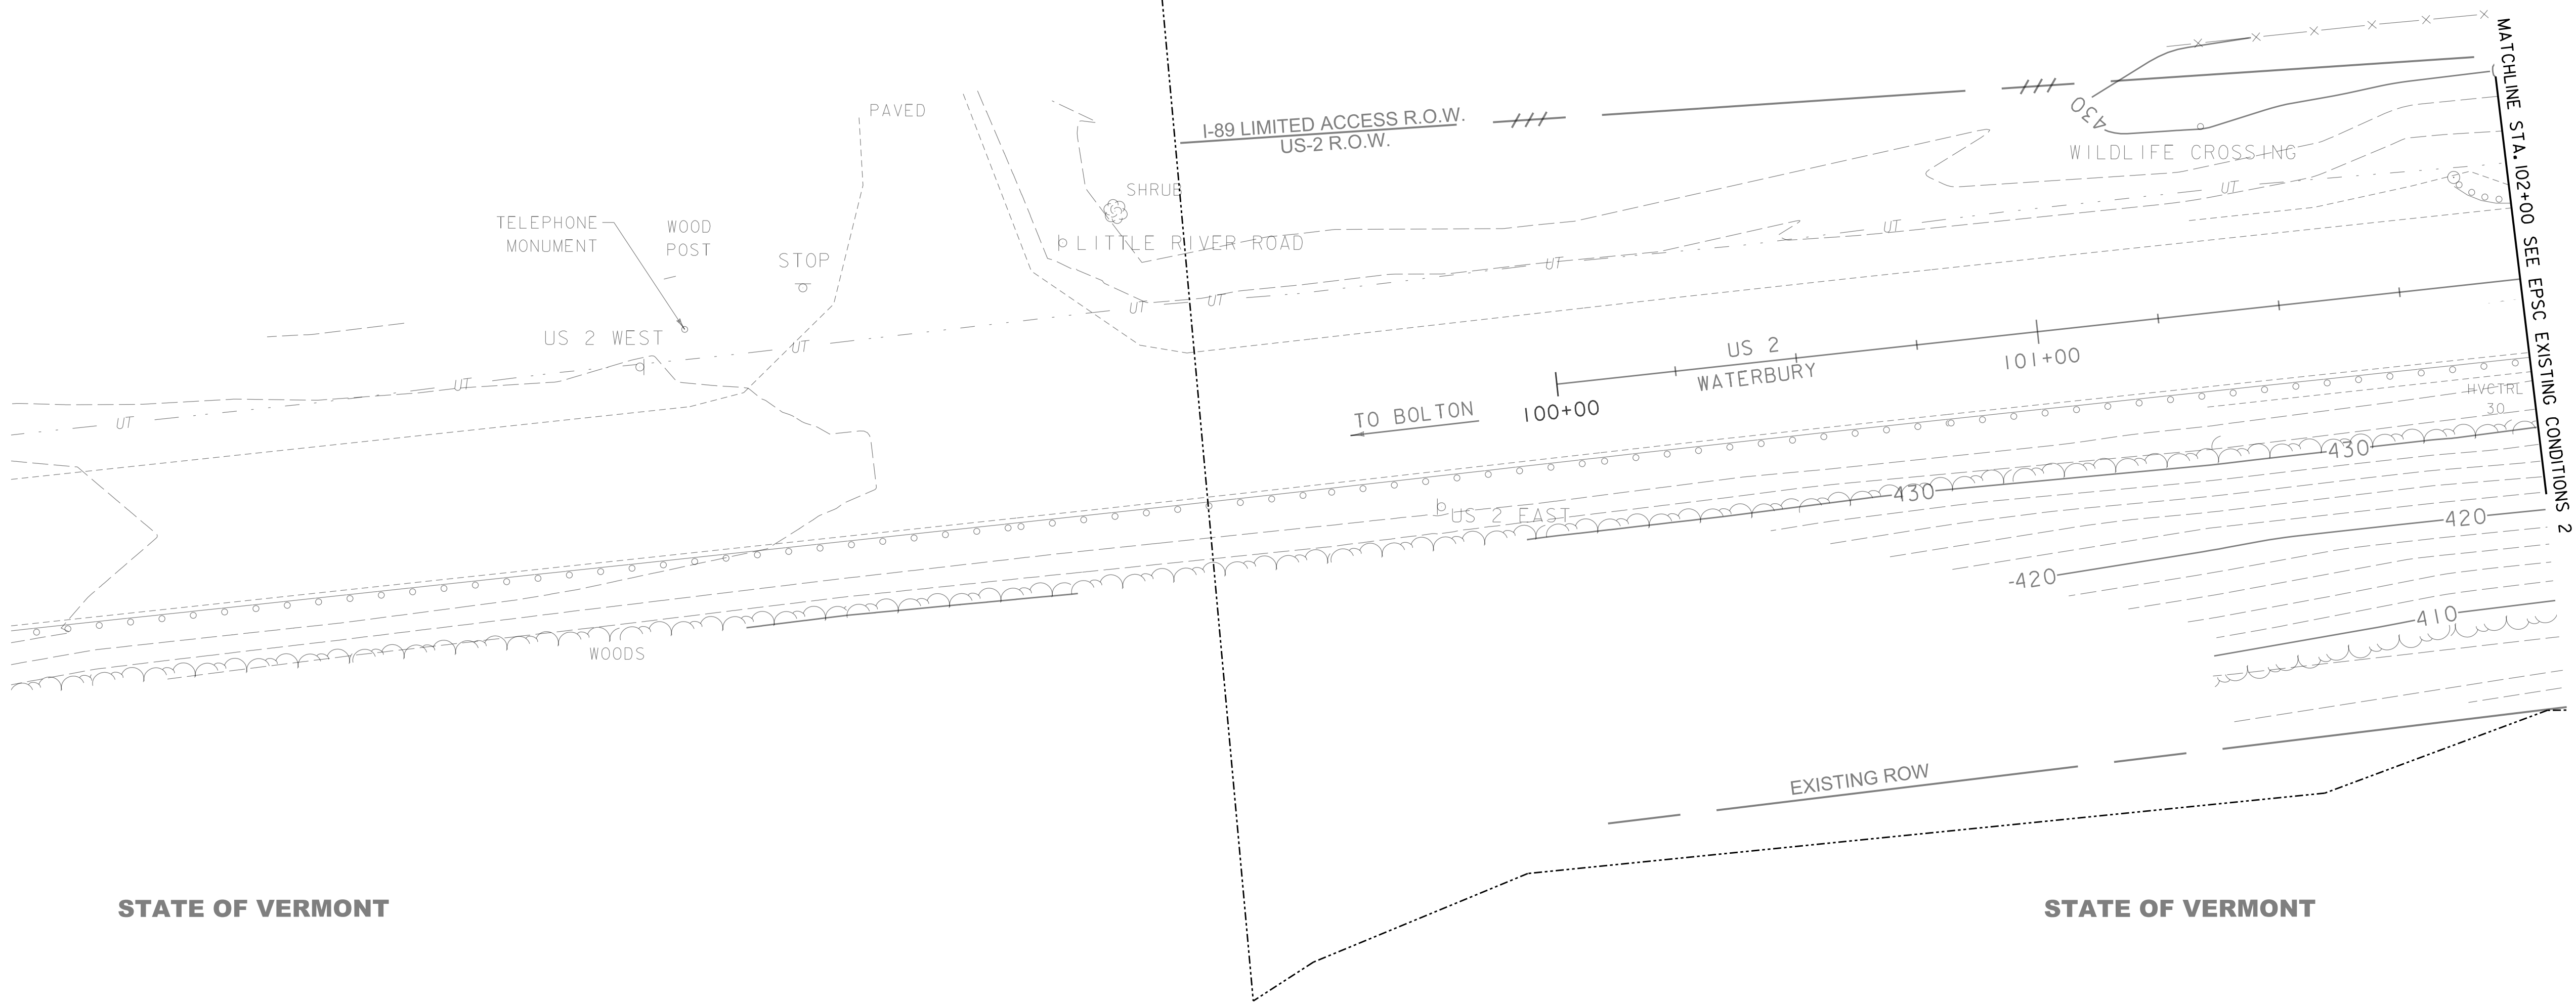 MATCHLINE STA. 102+00 SEE EPSC EXISTING CONDITIONS 2
PAVED
I-89 LIMITED ACCESS R.O.W.
US-2 R.O.W.
430
WILDLIFE CROSSING
SHRUB
TELEPHONE
MONUMENT
WOOD
POST
STOP
LITTLE RIVER ROAD
UT
UT
UT
UT
UT
US 2 WEST
UT
UT
UT
US 2
WATERBURY
101+00
100+00
TO BOLTON
HVCTRL
30
430
430
US 2 EAST
420
-420
410
WOODS
EXISTING ROW
STATE OF VERMONT
STATE OF VERMONT